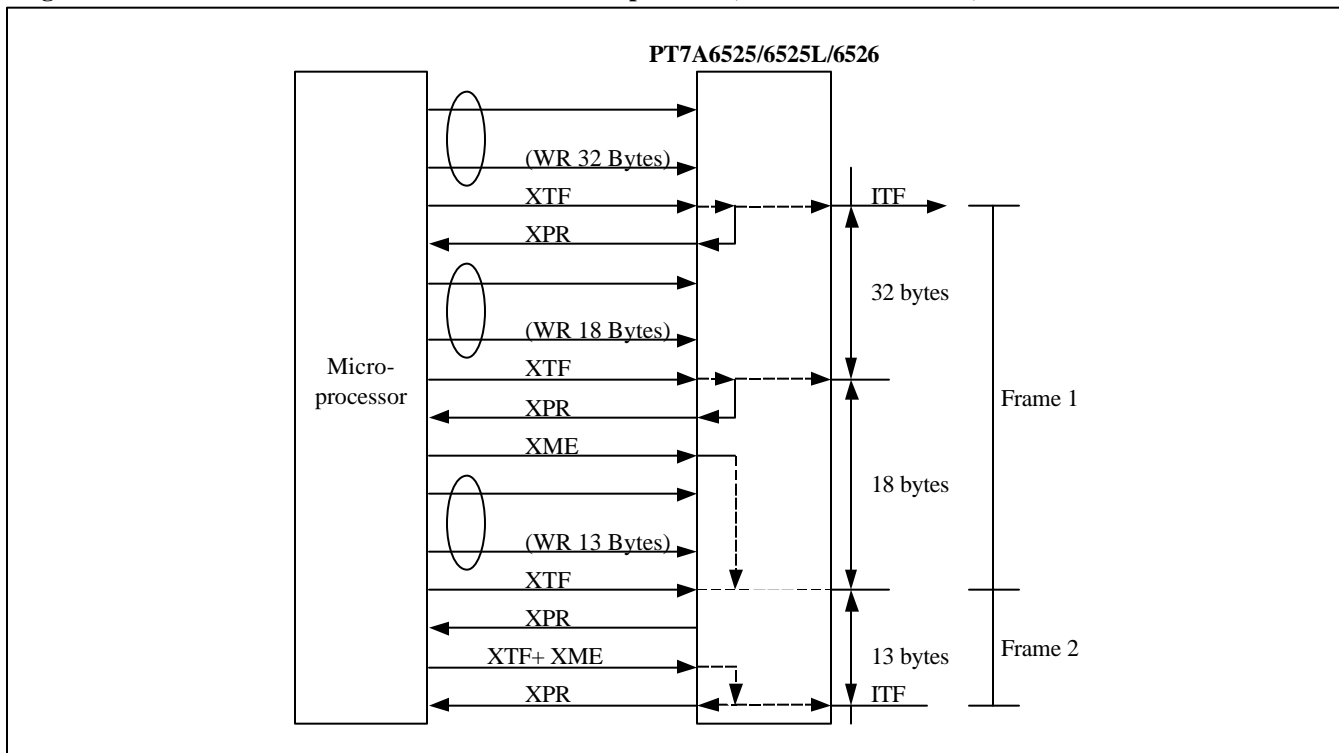 PT7A6525/6525L/6526
(WR 32 Bytes)
XTF
ITF
XPR
32 bytes
(WR 18 Bytes)
Micro-
processor
XTF
Frame 1
XPR
XME
18 bytes
(WR 13 Bytes)
XTF
XPR
Frame 2
XTF+ XME
13 bytes
XPR
ITF